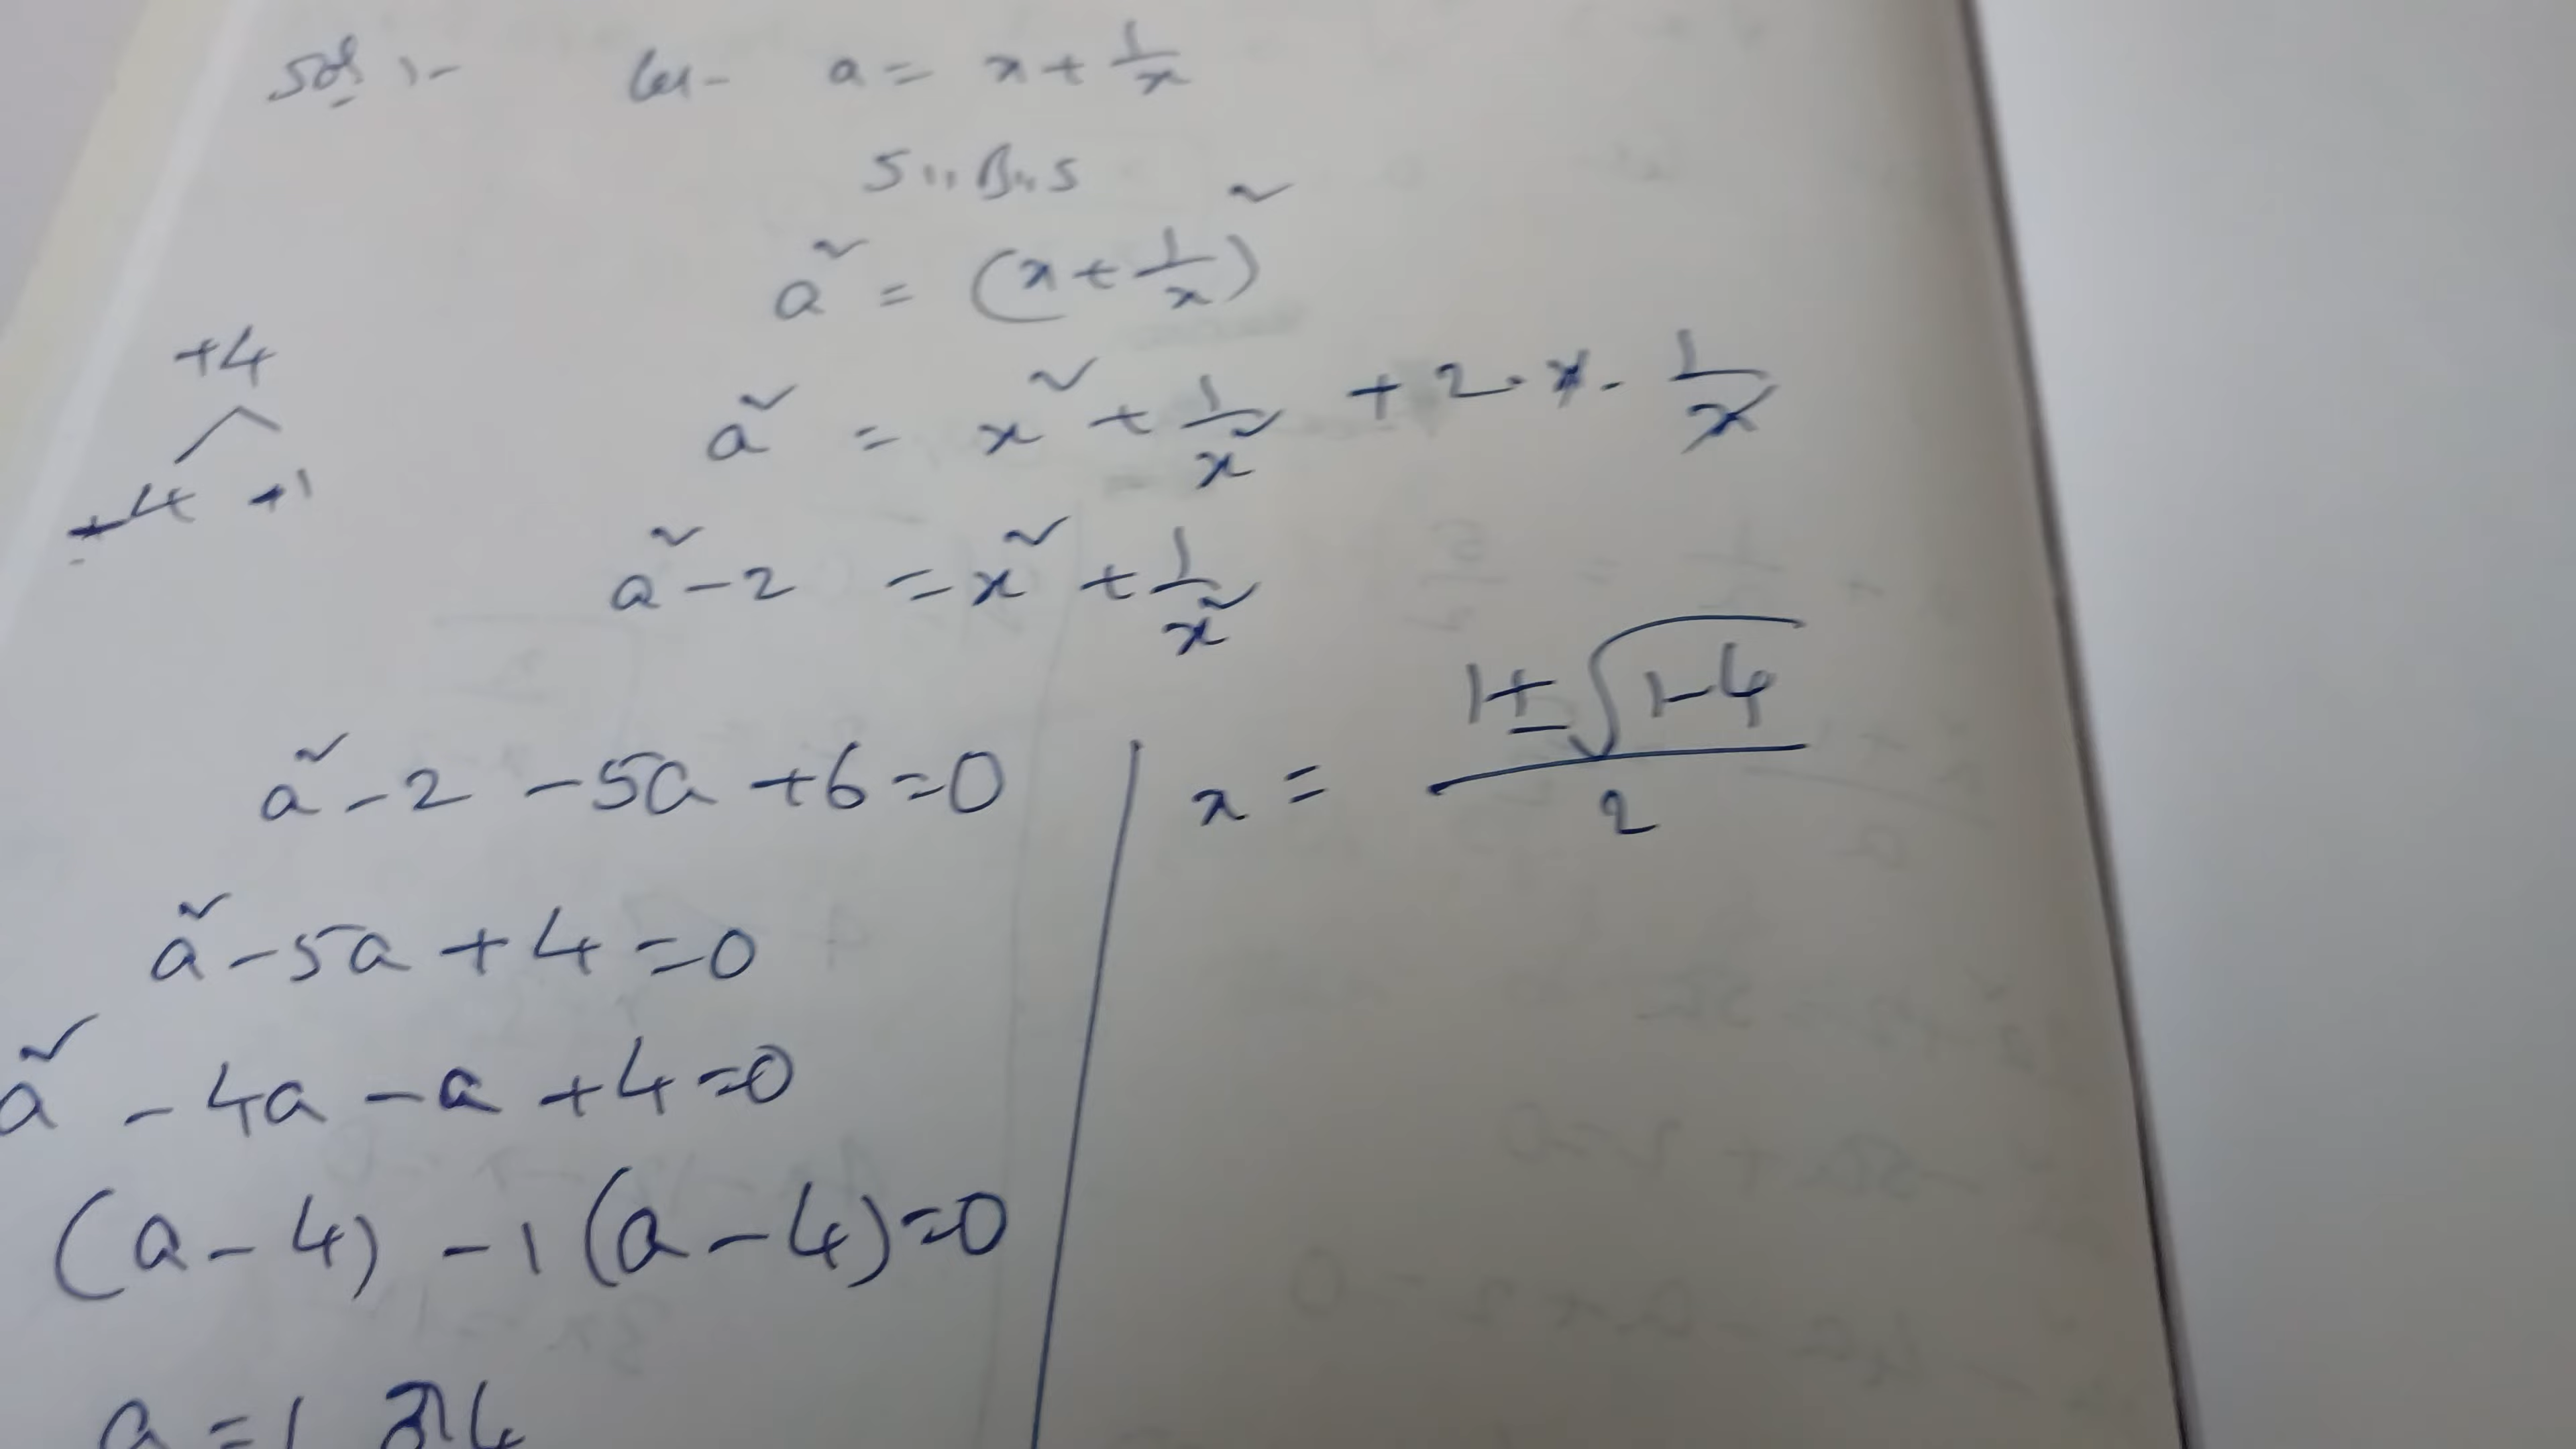 Sol :- Let a = x + 1/x
S.B.S
a² = (x + 1/x)²
+4
a² = x² + 1/x² + 2 · x · 1/x
+4 +1
a² - 2 = x² + 1/x²
a² - 2 - 5a + 6 = 0
a² - 5a + 4 = 0
a² - 4a - a + 4 = 0
(a - 4) - 1 (a - 4) = 0
a = 1
x = (1 ± √(1 - 4))/2